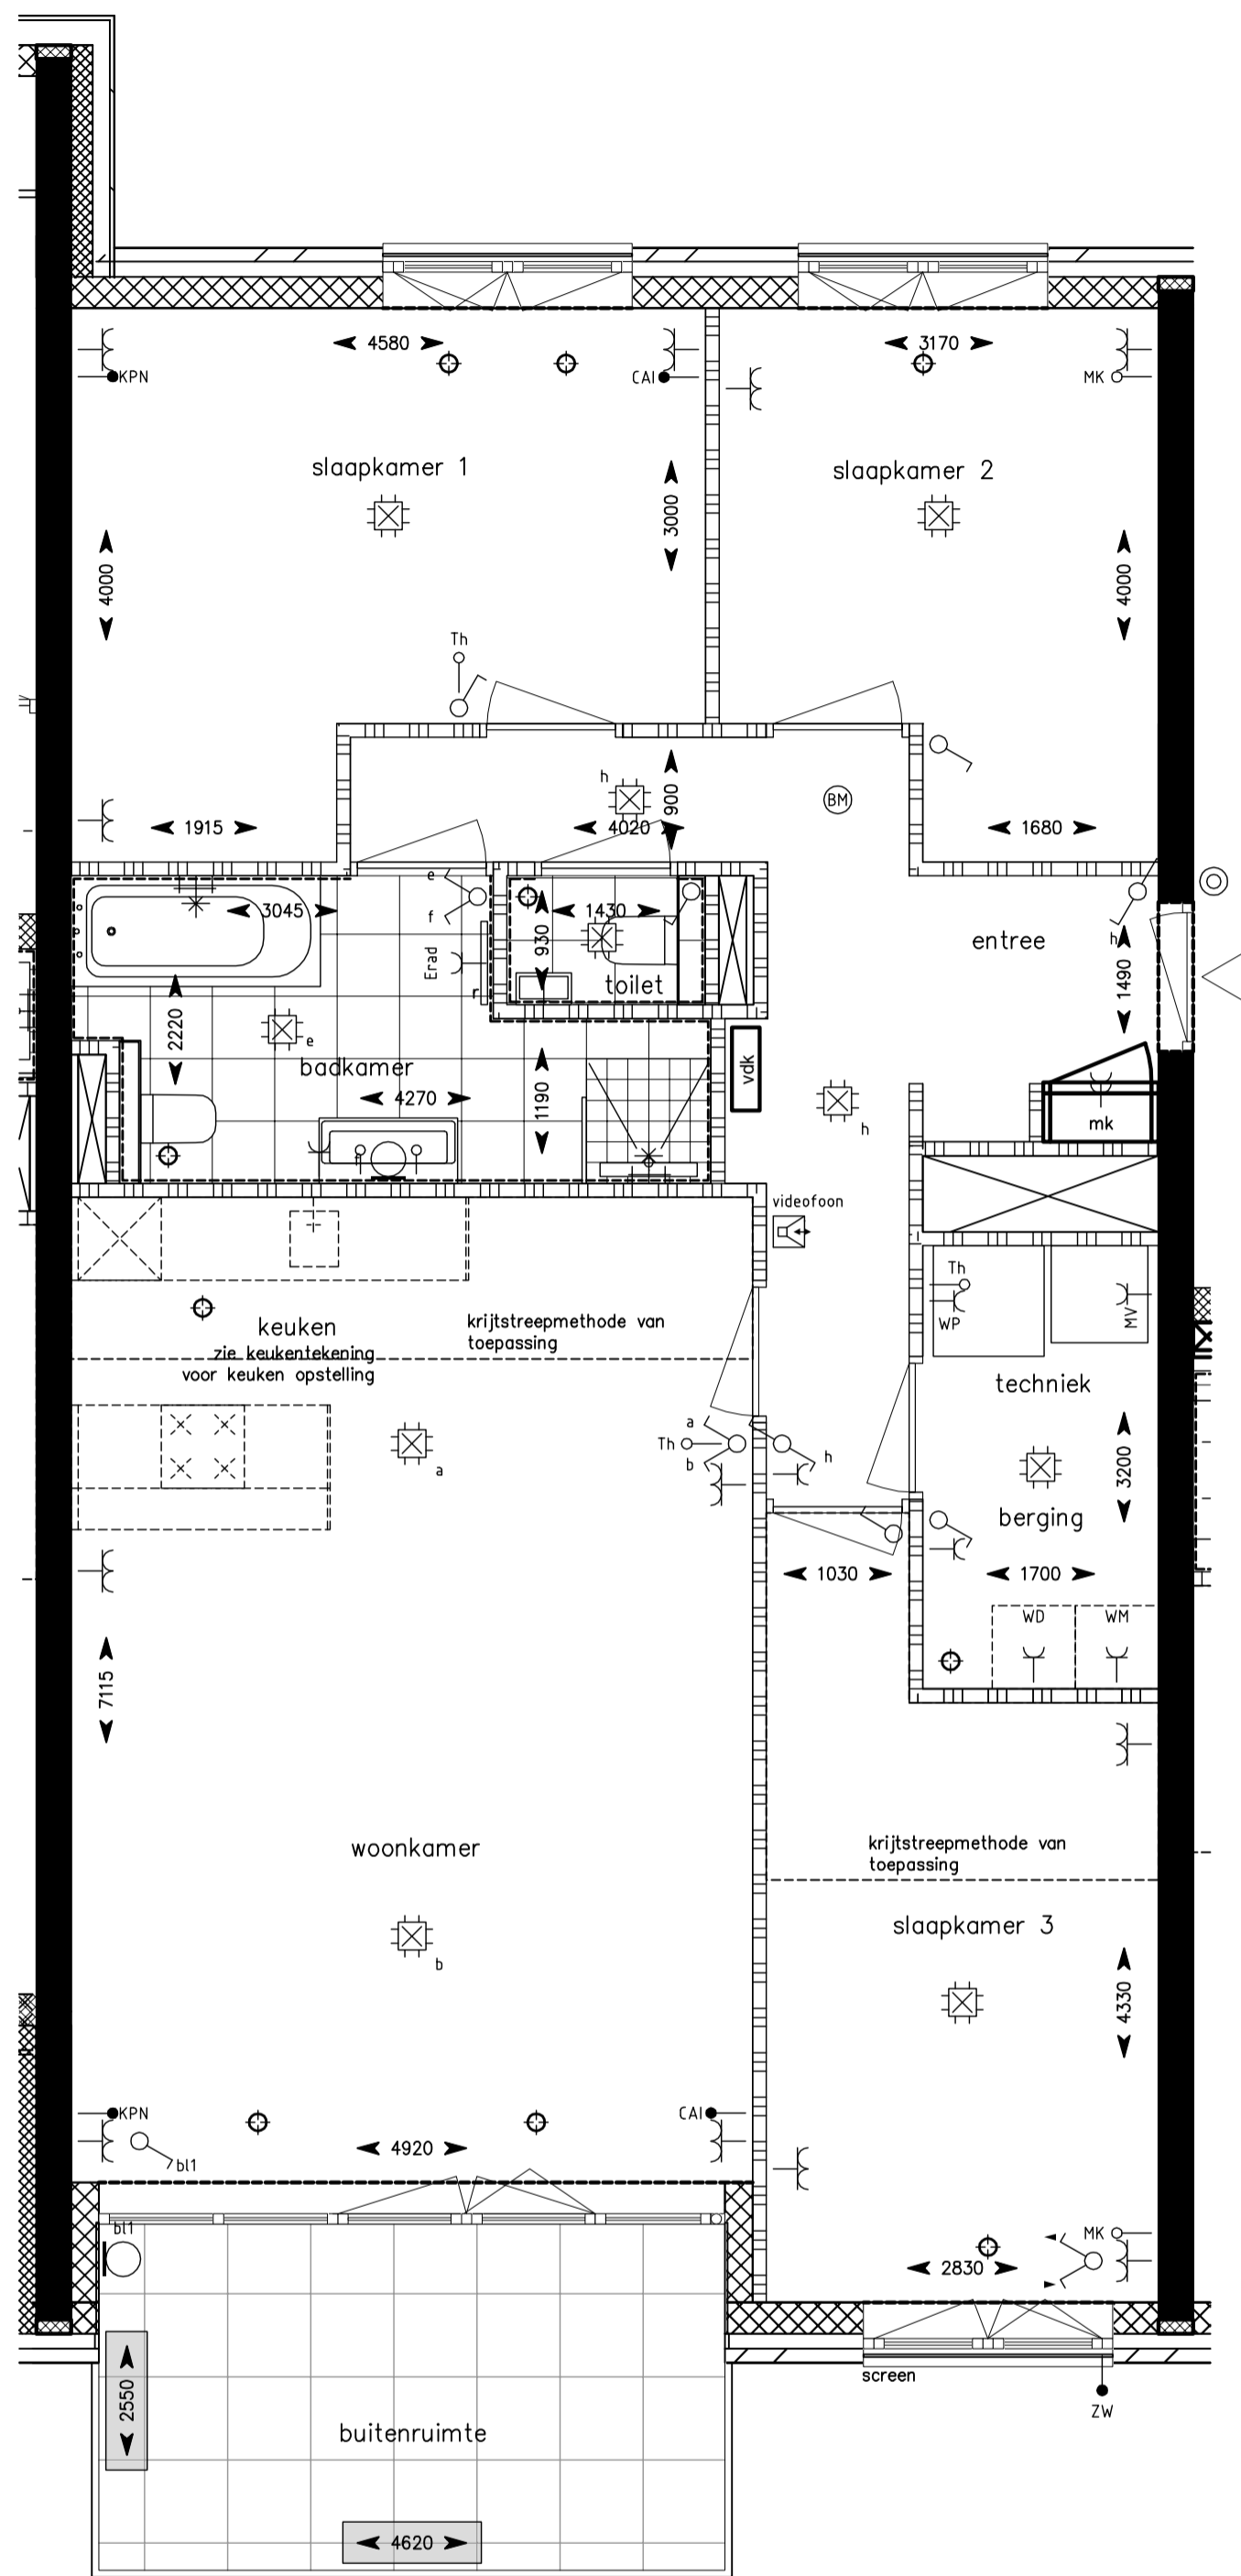 4580
3170
KPN
CAI
MK
slaapkamer 1
slaapkamer 2
3000
4000
4000
Th
h
900
BM
1915
4020
1680
e
f
3045
1430
930
entree
h
Erad
1490
toilet
r
2220
e
badkamer
vdk
4270
1190
h
mk
f
videofoon
Th
WP
MV
keuken
zie keukentekening
voor keuken opstelling
krijtstreepmethode van
toepassing
techniek
a
Th
b
h
a
3200
berging
1030
1700
WD
WM
7115
woonkamer
krijtstreepmethode van
toepassing
slaapkamer 3
b
4330
KPN
CAI
bl1
4920
bl1
MK
2830
screen
ZW
2550
buitenruimte
4620